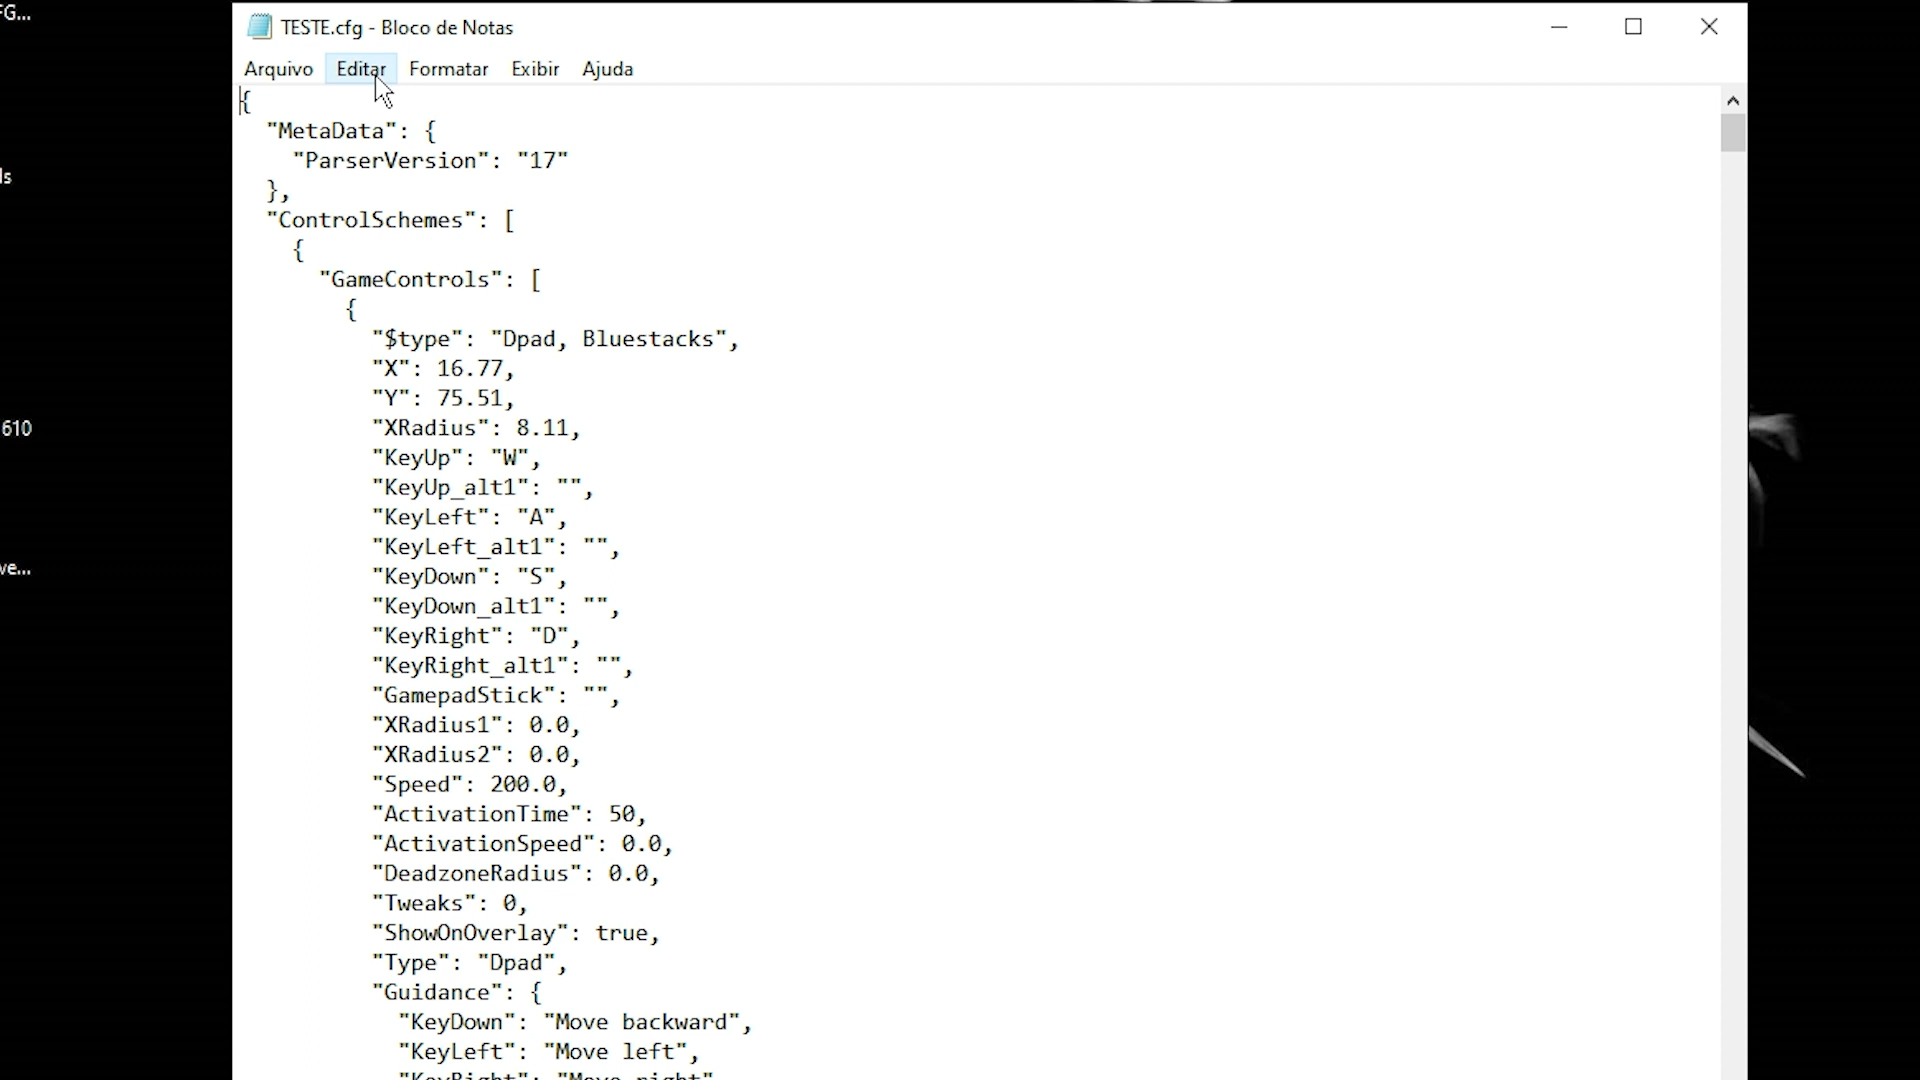 TESTE.cfg - Bloco de Notas
Arquivo Editar Formatar Exibir Ajuda
{
"MetaData": {
"ParserVersion": "17"
},
"ControlSchemes": [
{
"GameControls": [
{
"$type": "Dpad, Bluestacks",
"X": 16.77,
"Y": 75.51,
"XRadius": 8.11,
"KeyUp": "W",
"KeyUp_alt1": "",
"KeyLeft": "A",
"KeyLeft_alt1": "",
"KeyDown": "S",
"KeyDown_alt1": "",
"KeyRight": "D",
"KeyRight_alt1": "",
"GamepadStick": "",
"XRadius1": 0.0,
"XRadius2": 0.0,
"Speed": 200.0,
"ActivationTime": 50,
"ActivationSpeed": 0.0,
"DeadzoneRadius": 0.0,
"Tweaks": 0,
"ShowOnOverlay": true,
"Type": "Dpad",
"Guidance": {
"KeyDown": "Move backward",
"KeyLeft": "Move left",
"KeyRight": "Move right"
610